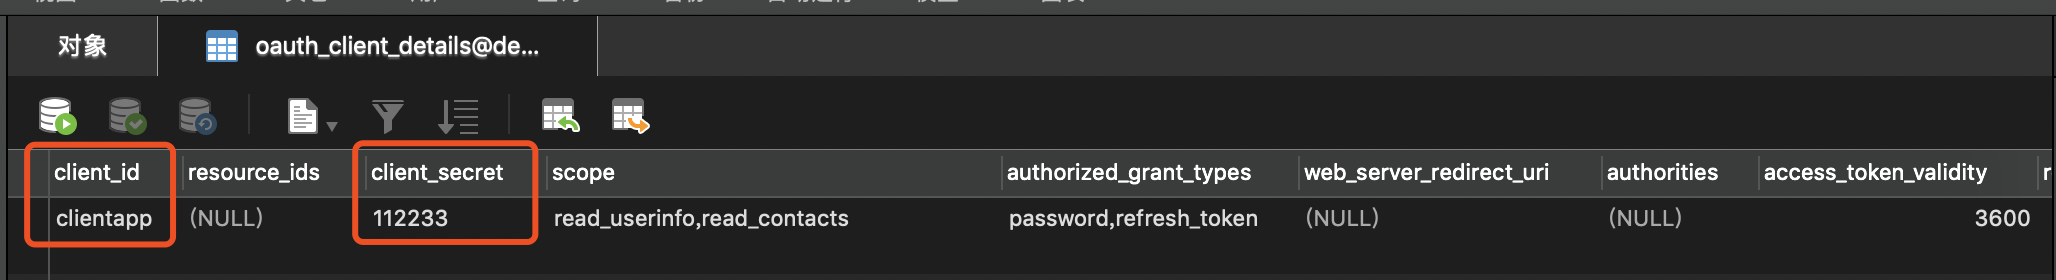 对象
oauth_client_details@de...
client_id resource_ids client_secret scope authorized_grant_types web_server_redirect_uri authorities access_token_validity
clientapp (NULL) 112233 read_userinfo,read_contacts password,refresh_token (NULL) (NULL) 3600